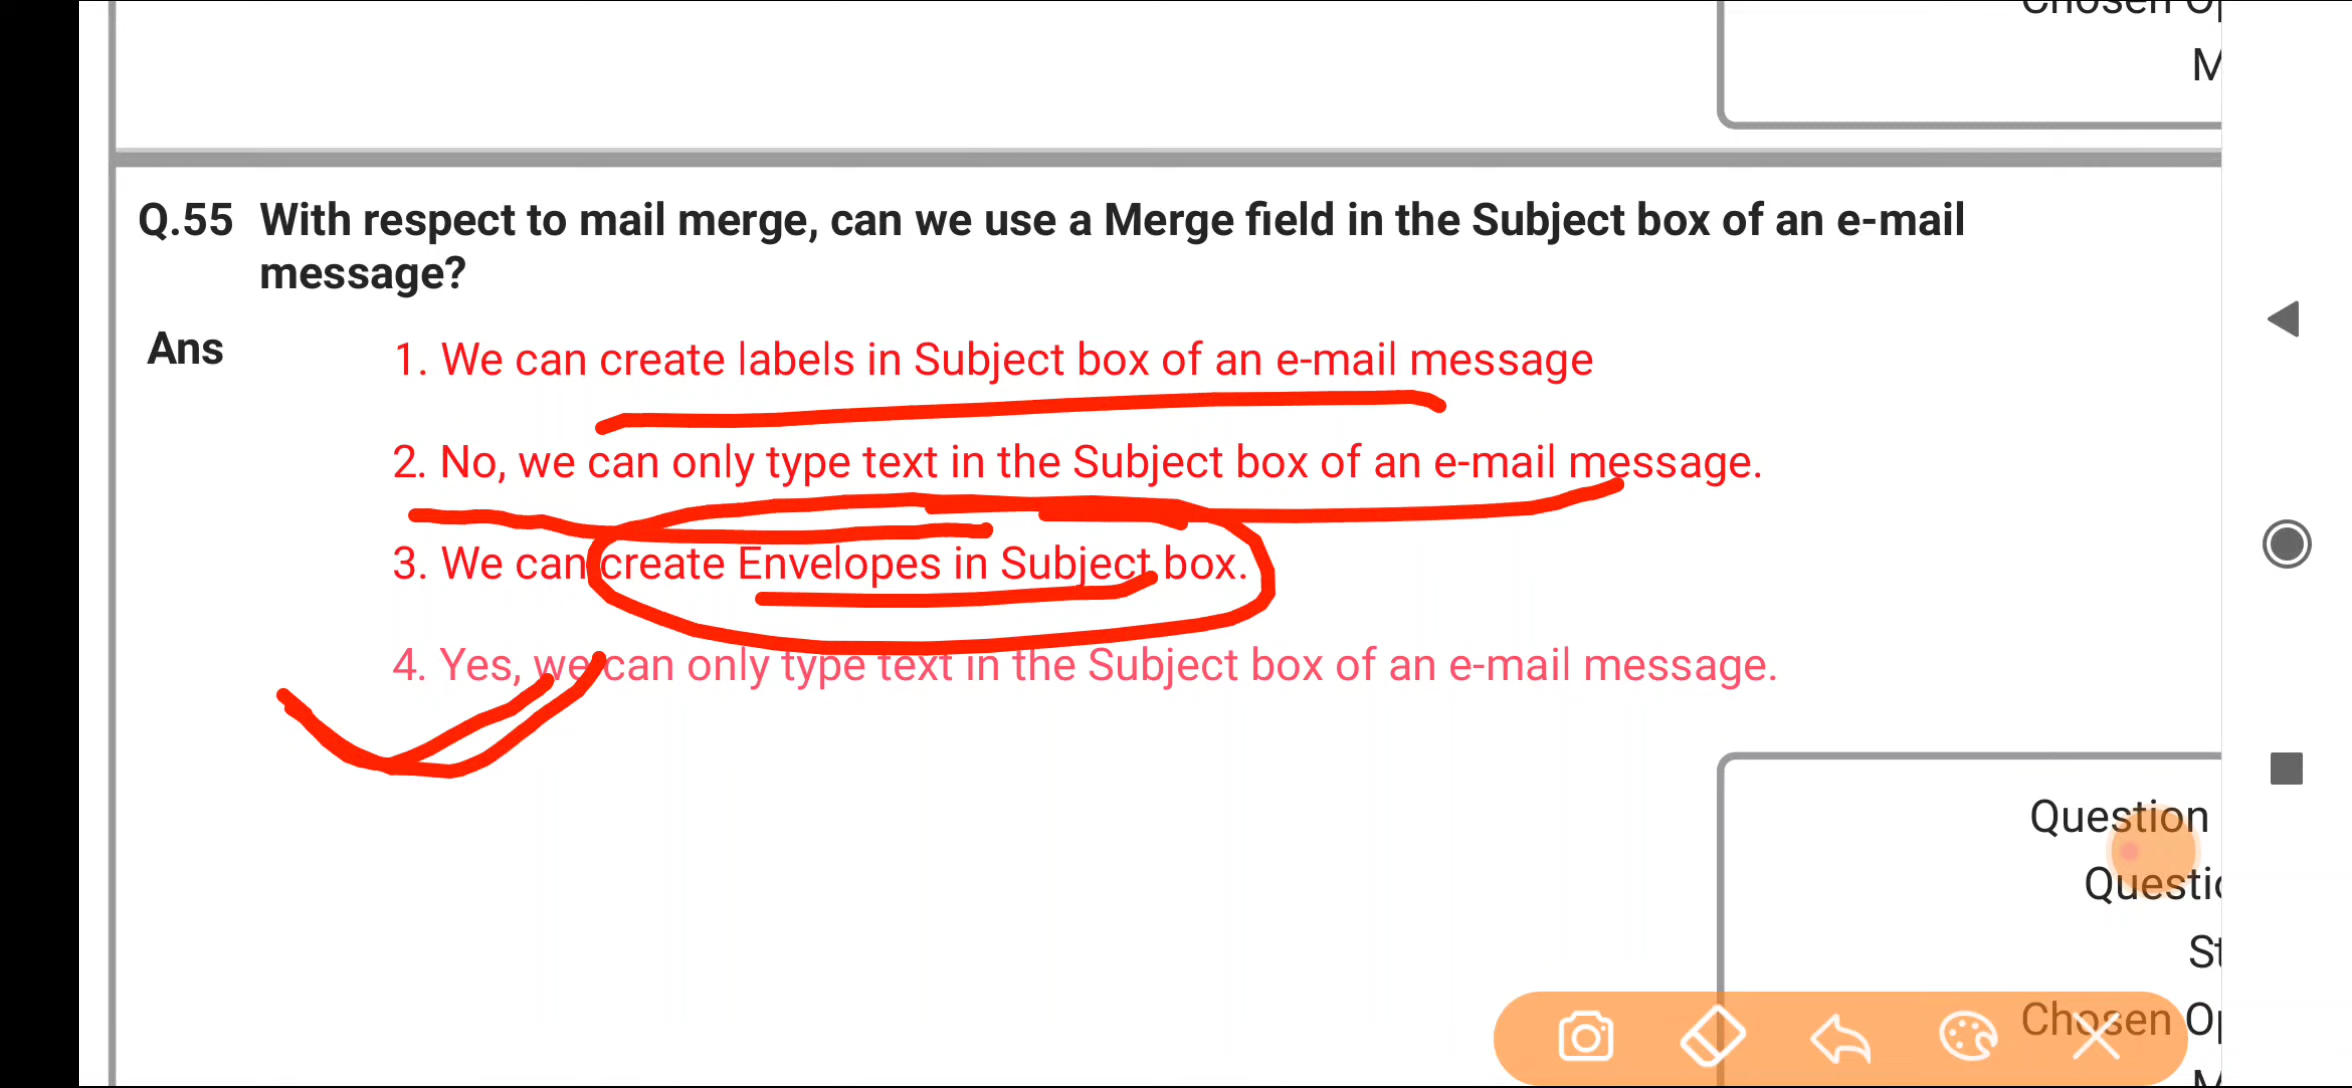 M
Q.55 With respect to mail merge, can we use a Merge field in the Subject box of an e-mail
message?
Ans
1. We can create labels in Subject box of an e-mail message
2. No, we can only type text in the Subject box of an e-mail message.
3. We can create Envelopes in Subject box.
4. Yes, we can only type text in the Subject box of an e-mail message.
Question
Questi
St
Chosen O